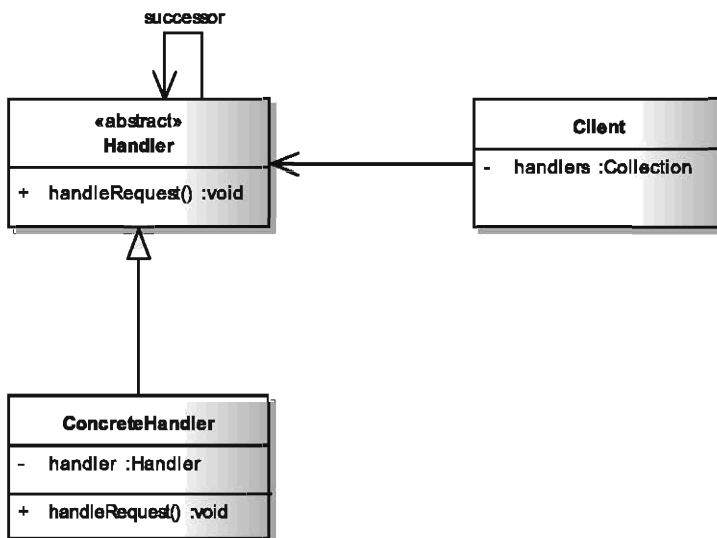 successor
«abstract»
Handler
+ handleRequest() :void
Client
- handlers :Collection
ConcreteHandler
- handler :Handler
+ handleRequest() :void